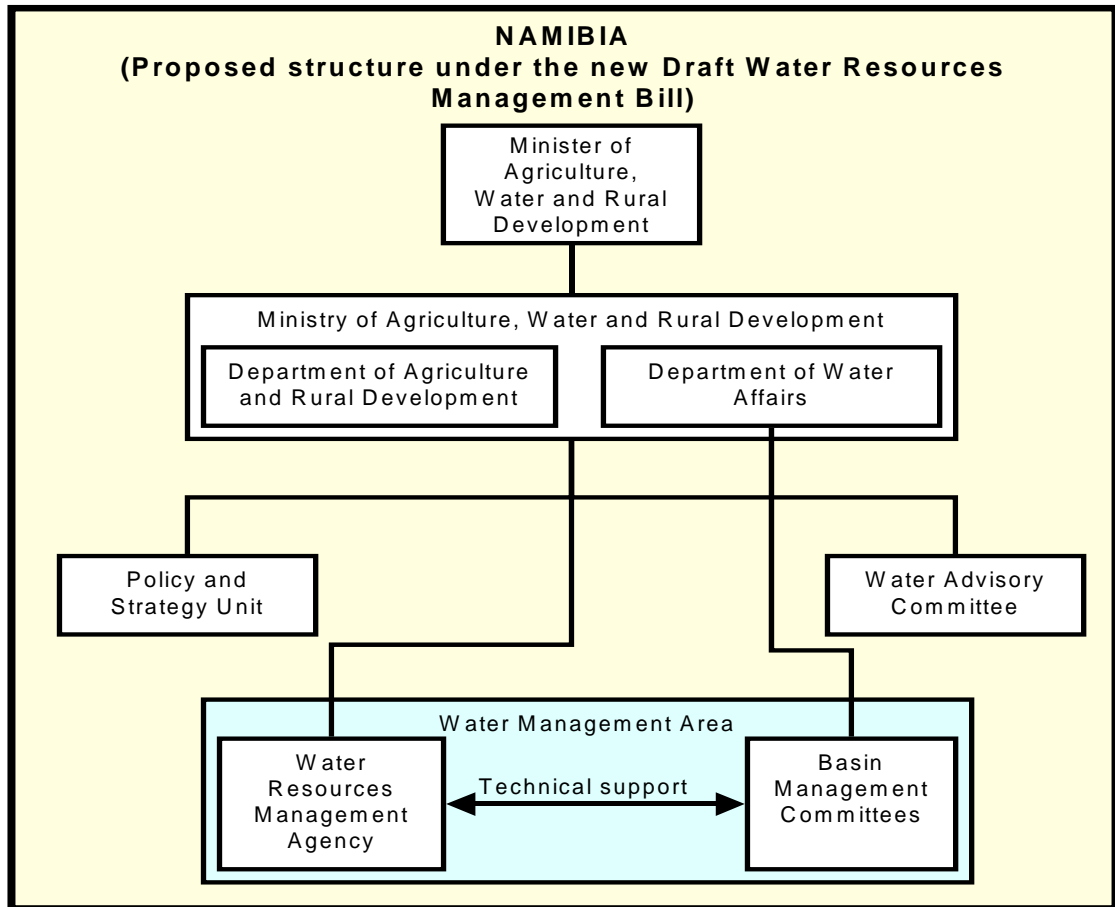 NAMIBIA
(Proposed structure under the new Draft Water Resources
Management Bill)
Minister of
Agriculture,
Water and Rural
Development
Ministry of Agriculture, Water and Rural Development
Department of Agriculture
and Rural Development
Department of Water
Affairs
Policy and
Strategy Unit
Water Advisory
Committee
Water Management Area
Water
Resources
Management
Agency
Technical support
Basin
Management
Committees